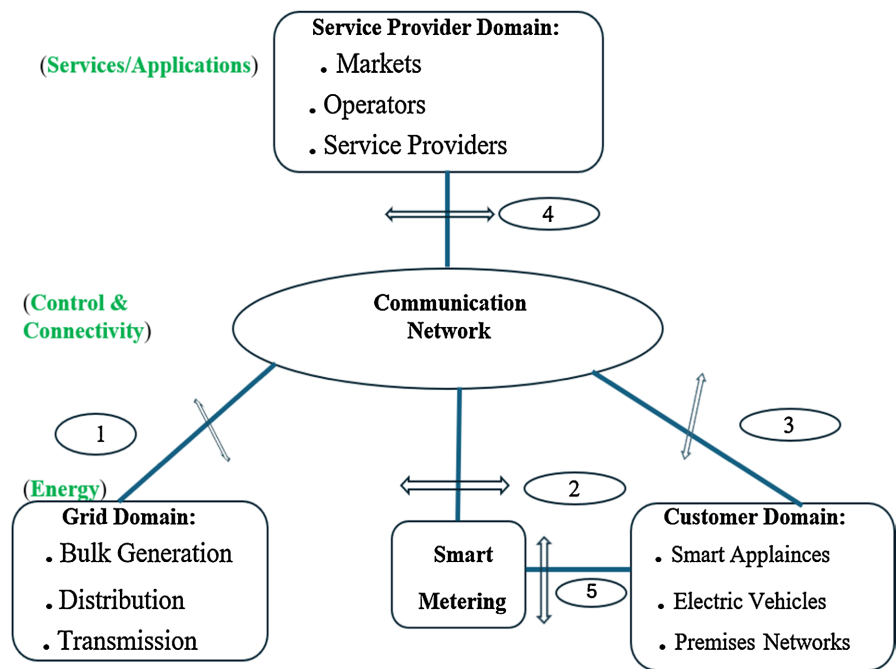 Service Provider Domain:
(Services/Applications)
. Markets
. Operators
. Service Providers
4
(Control &
Connectivity)
Communication
Network
1
3
(Energy)
2
Grid Domain:
. Bulk Generation
. Distribution
. Transmission
Smart
Metering
5
Customer Domain:
. Smart Applainces
. Electric Vehicles
. Premises Networks